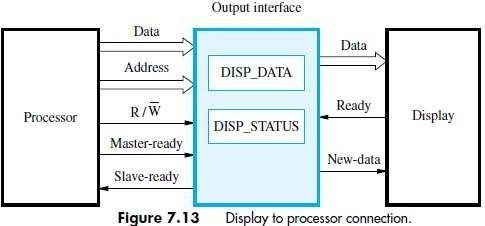 Output interface
Data
Address
R/W̅
Master-ready
Slave-ready
Processor
DISP_DATA
DISP_STATUS
Data
Ready
New-data
Display
Figure 7.13 Display to processor connection.